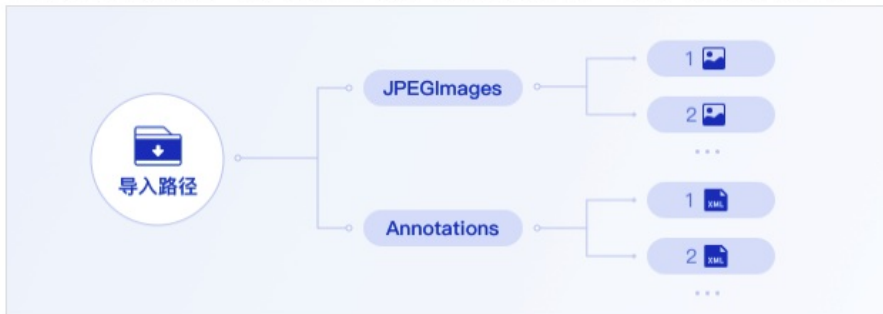 导入路径
JPEGImages
1
2
...
Annotations
1
XML
2
XML
...